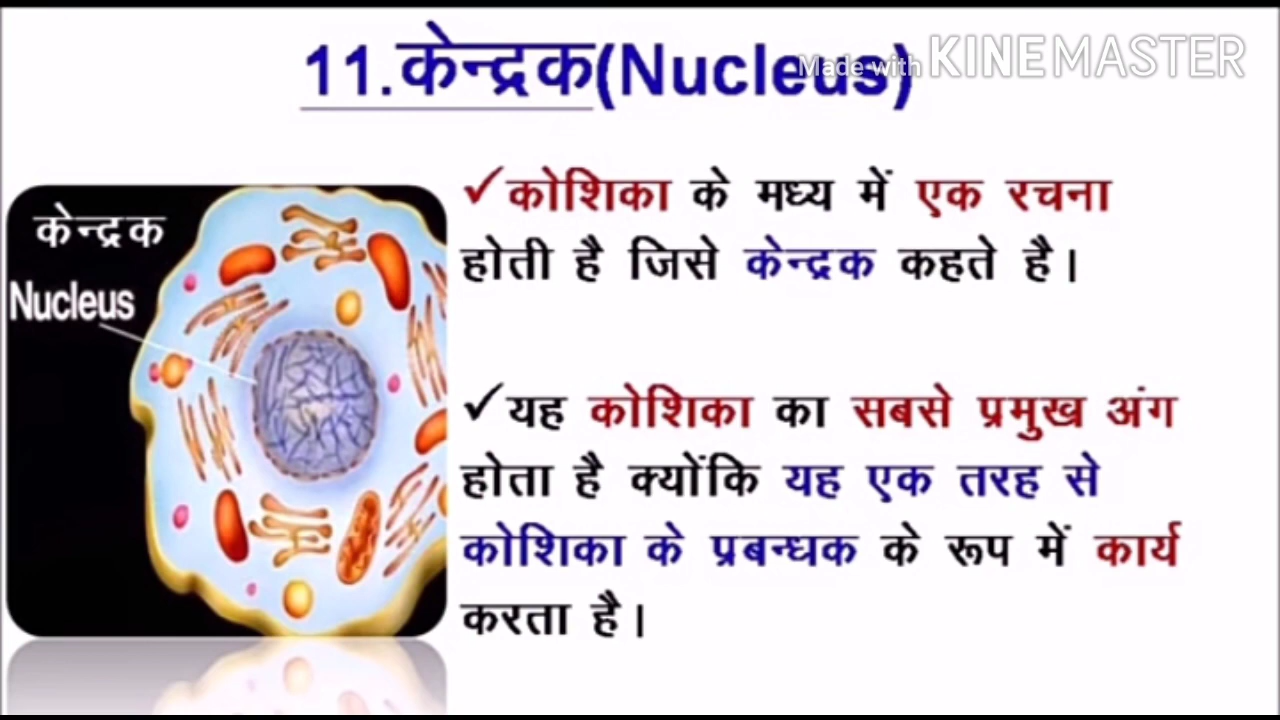 11.केन्द्रक(Nucleus)
Made with KINEMASTER
केन्द्रक
Nucleus
✓कोशिका के मध्य में एक रचना
होती है जिसे केन्द्रक कहते है।
✓यह कोशिका का सबसे प्रमुख अंग
होता है क्योंकि यह एक तरह से
कोशिका के प्रबन्धक के रूप में कार्य
करता है।